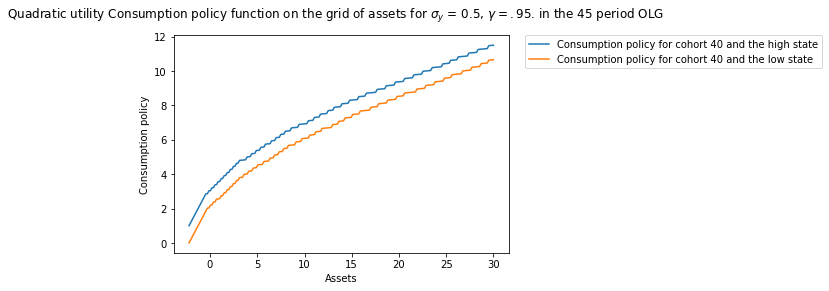 Quadratic utility Consumption policy function on the grid of assets for σy = 0.5, γ=.95. in the 45 period OLG
Consumption policy for cohort 40 and the high state
Consumption policy for cohort 40 and the low state
Consumption policy
12
10
8
6
4
2
0
0 5 10 15 20 25 30
Assets